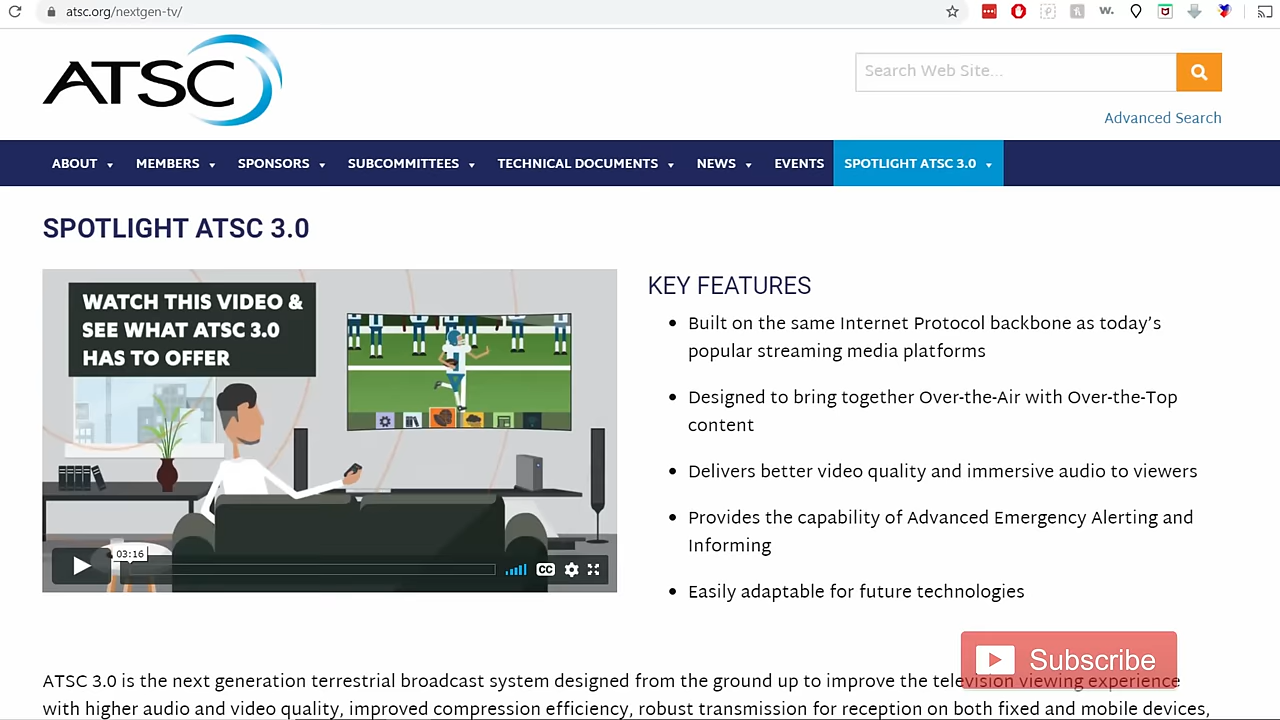 atsc.org/nextgen-tv/
w.
ATSC
Search Web Site...
Advanced Search
ABOUT MEMBERS SPONSORS SUBCOMMITTEES TECHNICAL DOCUMENTS NEWS EVENTS SPOTLIGHT ATSC 3.0
SPOTLIGHT ATSC 3.0
WATCH THIS VIDEO &
SEE WHAT ATSC 3.0
HAS TO OFFER
03:16
CC
KEY FEATURES
Built on the same Internet Protocol backbone as today’s
popular streaming media platforms
Designed to bring together Over-the-Air with Over-the-Top
content
Delivers better video quality and immersive audio to viewers
Provides the capability of Advanced Emergency Alerting and
Informing
Easily adaptable for future technologies
Subscribe
ATSC 3.0 is the next generation terrestrial broadcast system designed from the ground up to improve the television viewing experience
with higher audio and video quality, improved compression efficiency, robust transmission for reception on both fixed and mobile devices,